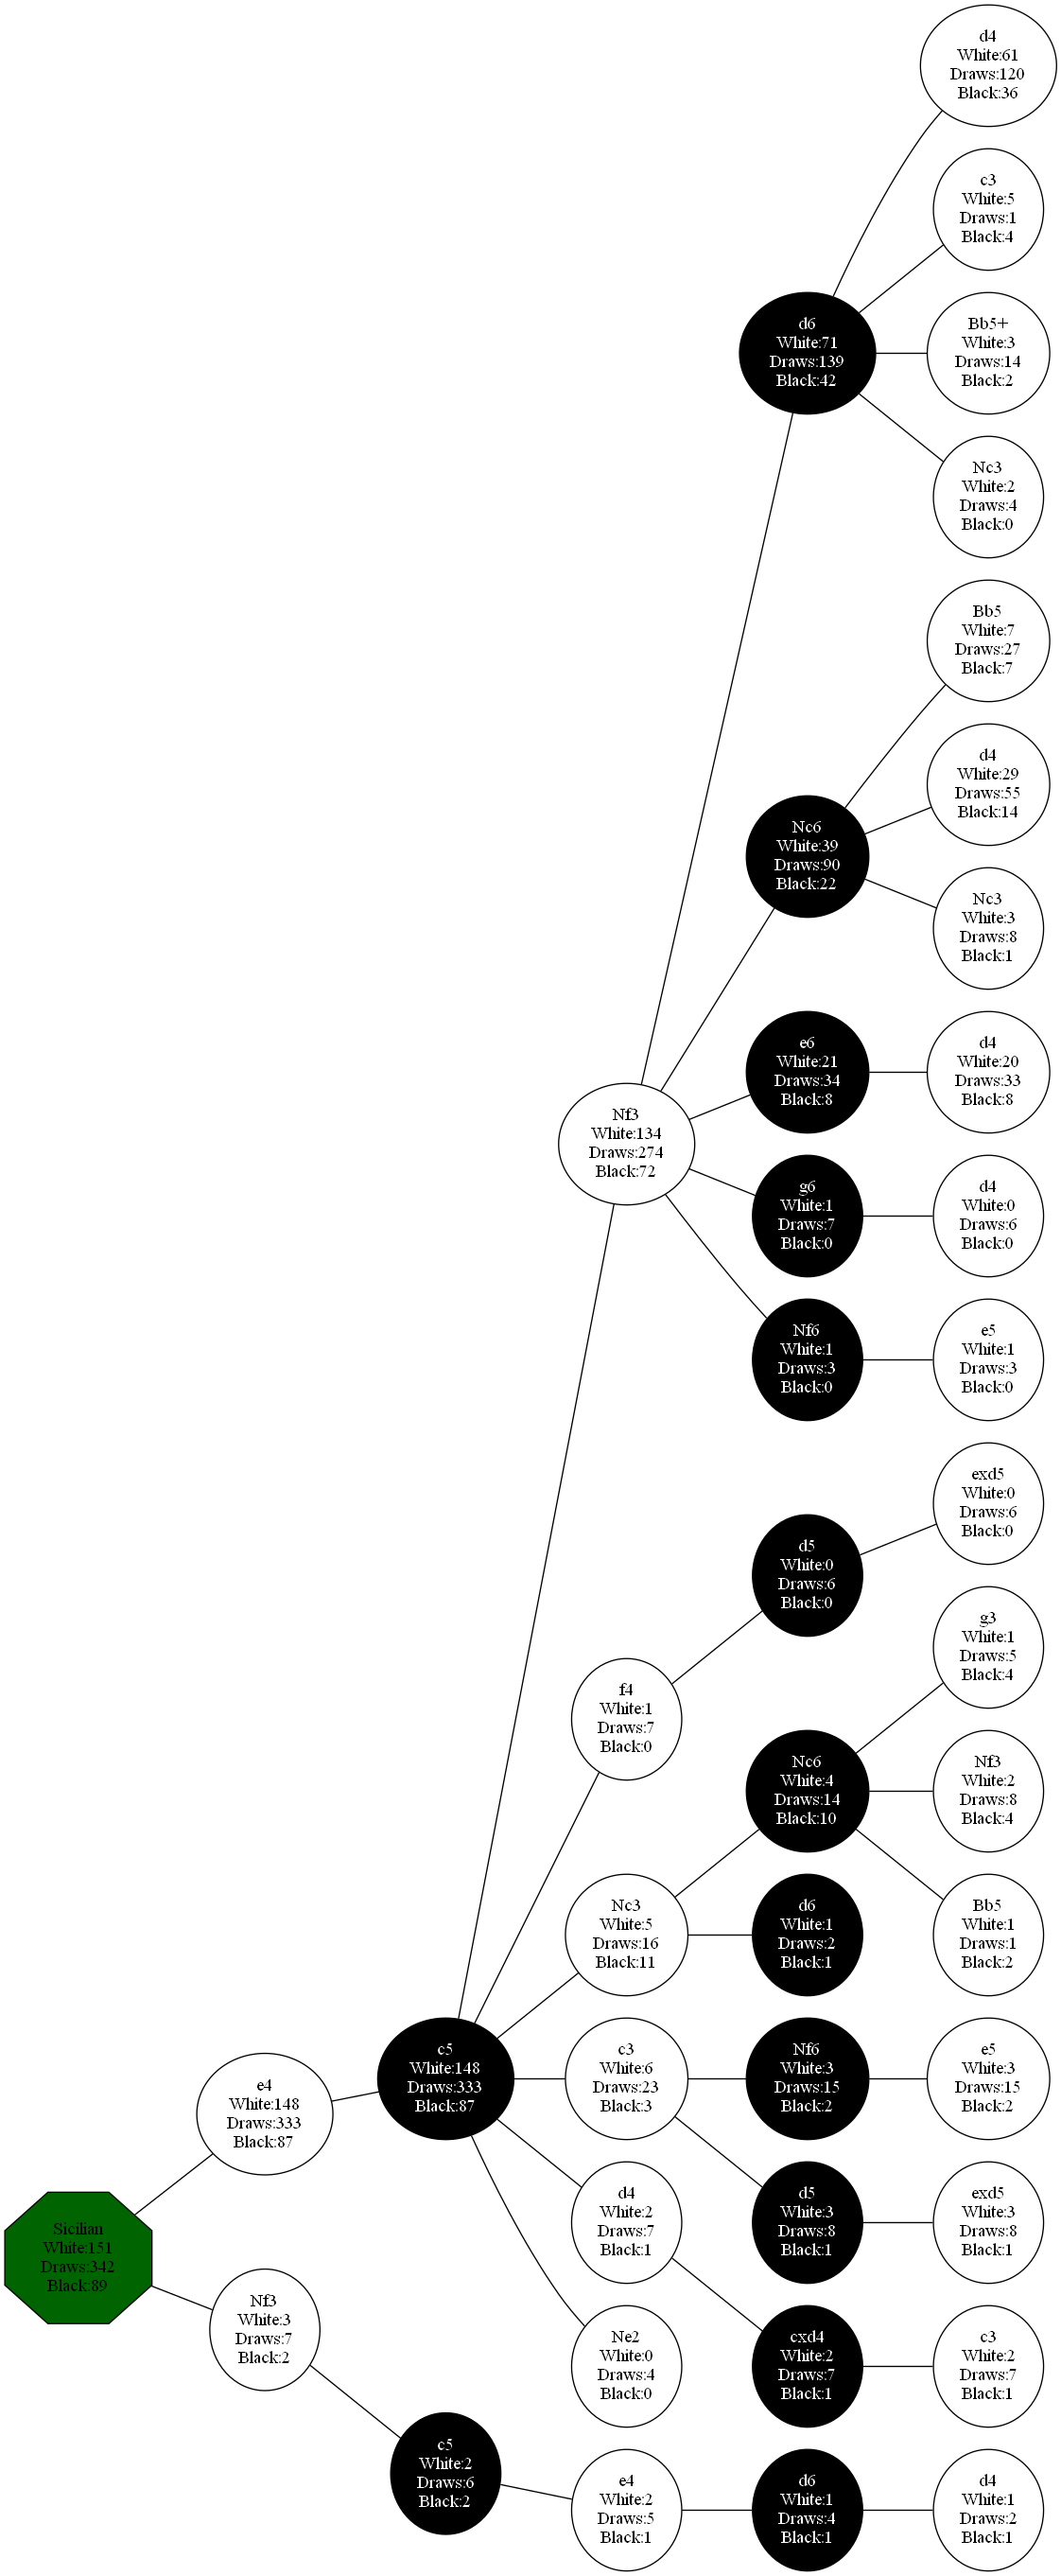 d4
White:61
Draws:120
Black:36
c3
White:5
Draws:1
Black:4
d6
White:71
Draws:139
Black:42
Bb5+
White:3
Draws:14
Black:2
Nc3
White:2
Draws:4
Black:0
Bb5
White:7
Draws:27
Black:7
d4
White:29
Draws:55
Black:14
Nc6
White:39
Draws:90
Black:22
Nc3
White:3
Draws:8
Black:1
e6
White:21
Draws:34
Black:8
d4
White:20
Draws:33
Black:8
Nf3
White:134
Draws:274
Black:72
g6
White:1
Draws:7
Black:0
d4
White:0
Draws:6
Black:0
Nf6
White:1
Draws:3
Black:0
e5
White:1
Draws:3
Black:0
exd5
White:0
Draws:6
Black:0
d5
White:0
Draws:6
Black:0
g3
White:1
Draws:5
Black:4
f4
White:1
Draws:7
Black:0
Nc6
White:4
Draws:14
Black:10
Nf3
White:2
Draws:8
Black:4
Nc3
White:5
Draws:16
Black:11
d6
White:1
Draws:2
Black:1
Bb5
White:1
Draws:1
Black:2
c5
White:148
Draws:333
Black:87
c3
White:6
Draws:23
Black:3
Nf6
White:3
Draws:15
Black:2
e5
White:3
Draws:15
Black:2
e4
White:148
Draws:333
Black:87
d4
White:2
Draws:7
Black:1
d5
White:3
Draws:8
Black:1
exd5
White:3
Draws:8
Black:1
Sicilian
White:151
Draws:342
Black:89
Nf3
White:3
Draws:7
Black:2
Ne2
White:0
Draws:4
Black:0
cxd4
White:2
Draws:7
Black:1
c3
White:2
Draws:7
Black:1
c5
White:2
Draws:6
Black:2
e4
White:2
Draws:5
Black:1
d6
White:1
Draws:4
Black:1
d4
White:1
Draws:2
Black:1